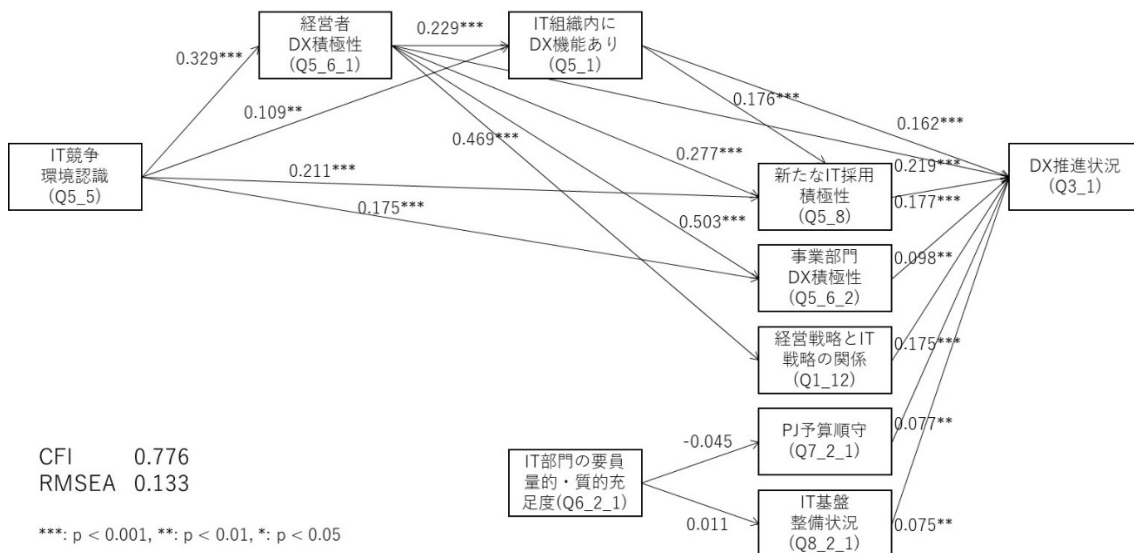 経営者
DX積極性
(Q5_6_1)
0.229***
IT組織内に
DX機能あり
(Q5_1)
0.329***
0.109**
0.176***
0.162***
0.469***
IT競争
環境認識
(Q5_5)
0.277***
0.211***
新たなIT採用
積極性
(Q5_8)
0.219***
0.177***
DX推進状況
(Q3_1)
0.175***
0.503***
事業部門
DX積極性
(Q5_6_2)
0.098**
経営戦略とIT
戦略の関係
(Q1_12)
0.175***
PJ予算順守
(Q7_2_1)
0.077**
-0.045
IT部門の要員
量的・質的充
足度(Q6_2_1)
0.011
IT基盤
整備状況
(Q8_2_1)
0.075**
CFI 0.776
RMSEA 0.133
***: p < 0.001, **: p < 0.01, *: p < 0.05